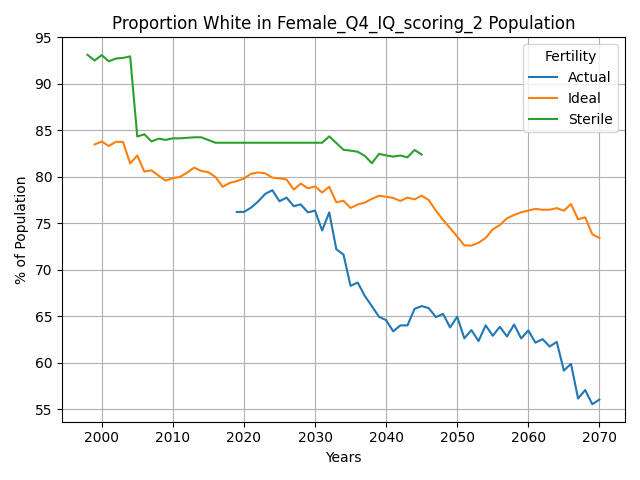 Proportion White in Female_Q4_IQ_scoring_2 Population
% of Population
95
90
85
80
75
70
65
60
55
Fertility
Actual
Ideal
Sterile
2000 2010 2020 2030 2040 2050 2060 2070
Years